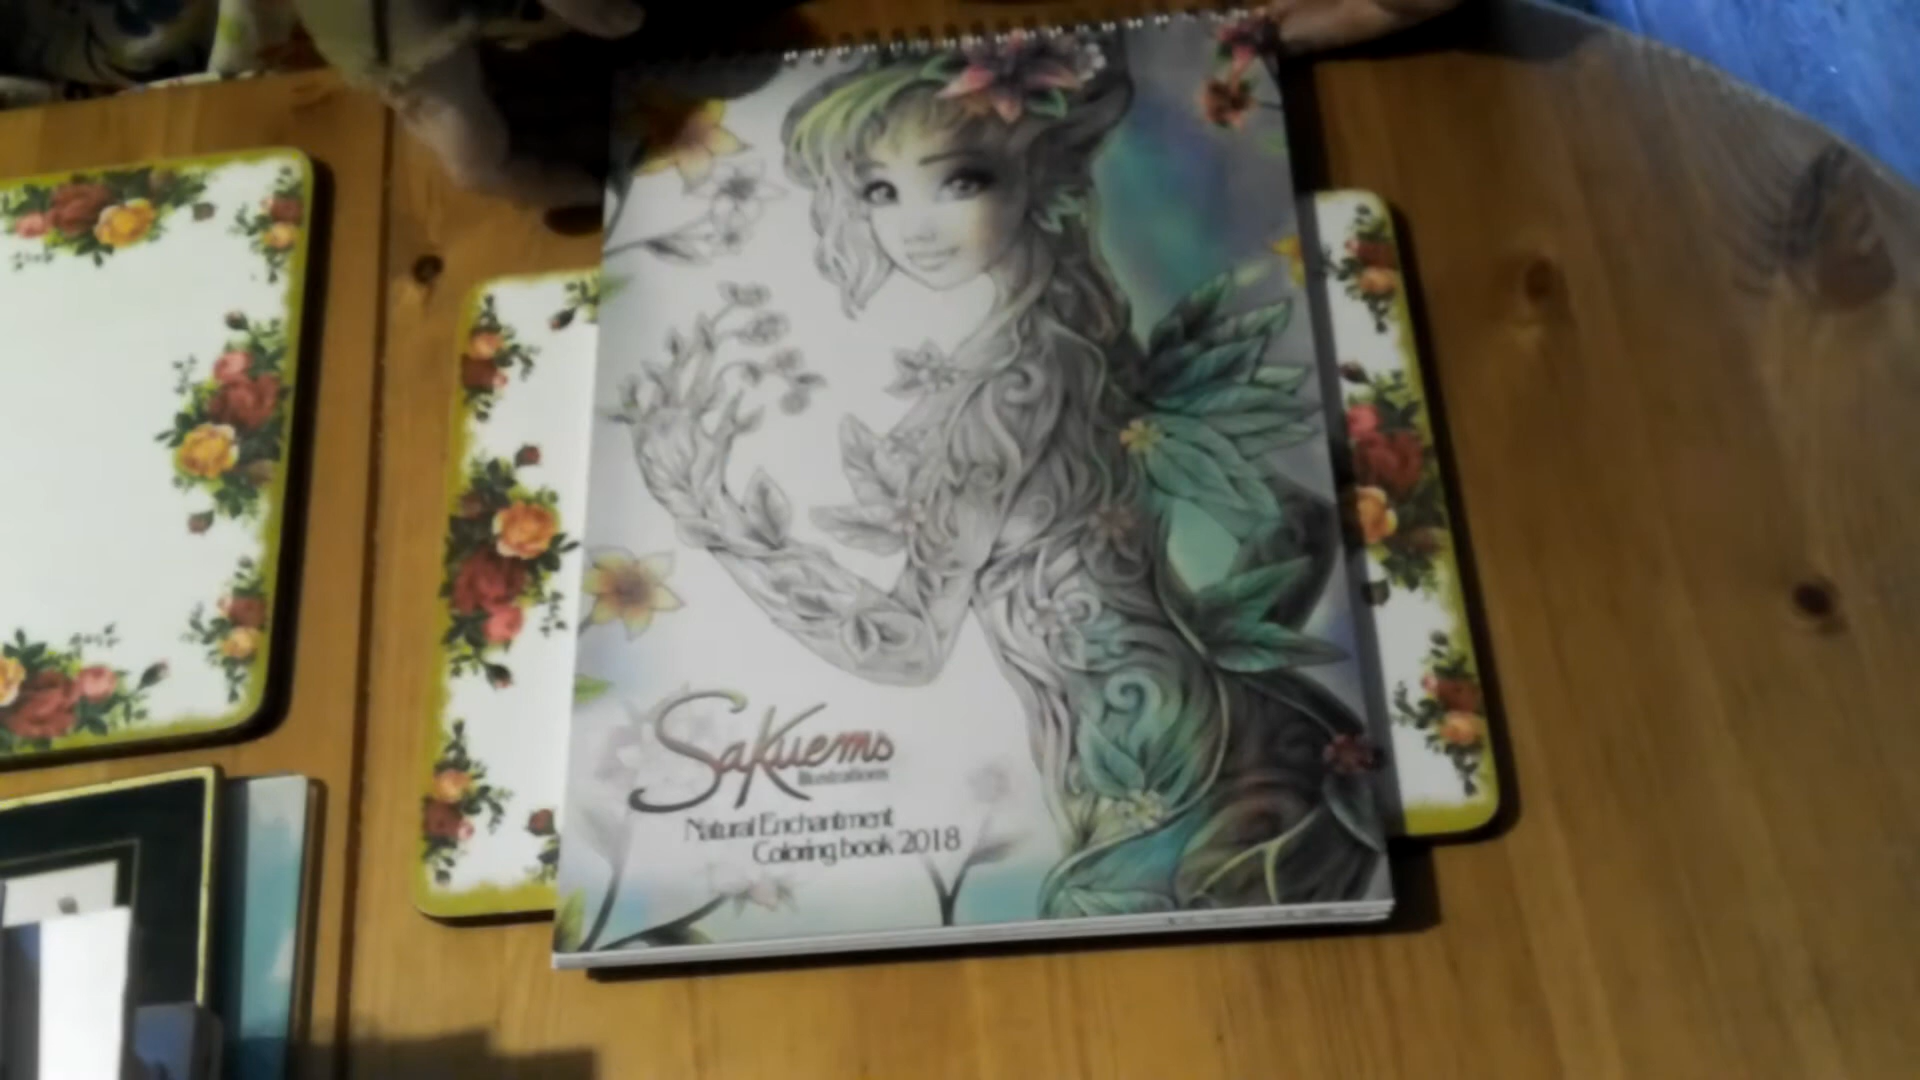 Sakuems
Illustrations
Natural Enchantment
Coloring book 2018